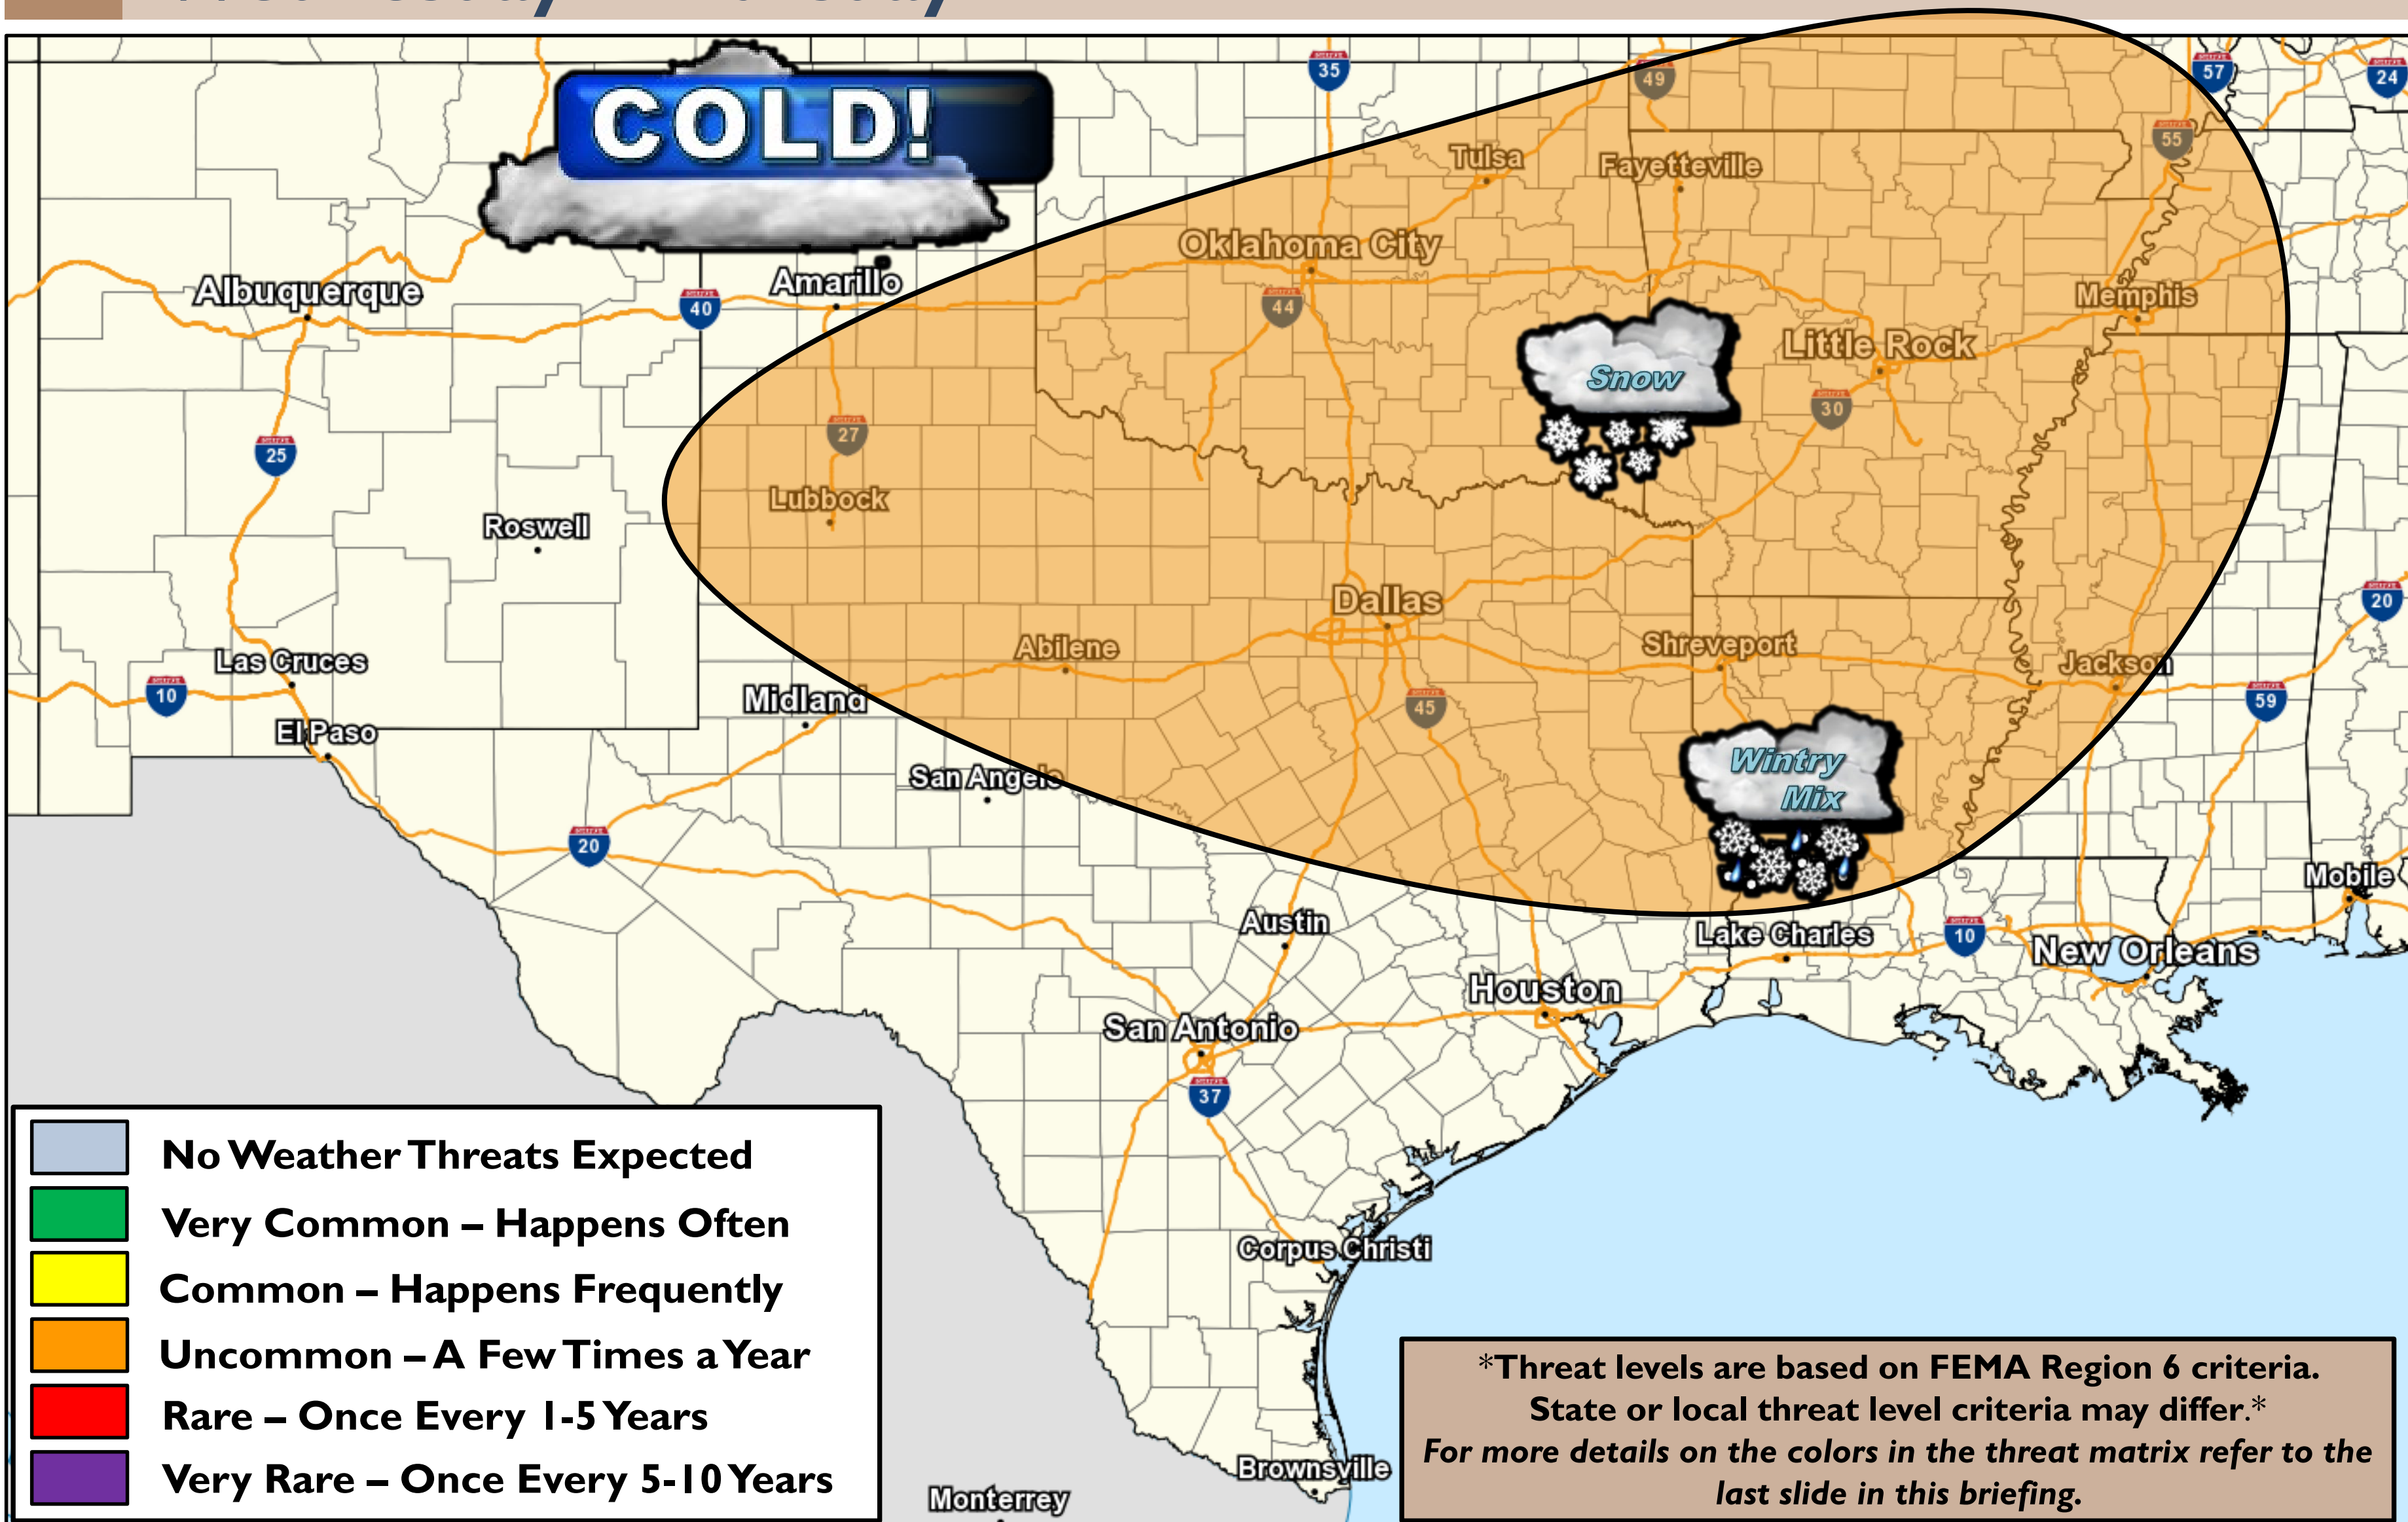 COLD!
35
49
57
24
55
Tulsa
Fayetteville
Oklahoma City
Albuquerque
Amarillo
40
44
Memphis
Snow
Little Rock
30
27
25
Lubbock
Roswell
20
Dallas
Abilene
Shreveport
Jackson
Las Cruces
10
Midland
45
59
El Paso
San Angelo
Wintry
Mix
20
Mobile
Austin
Lake Charles
10
New Orleans
Houston
San Antonio
37
Corpus Christi
Brownsville
Monterrey
No Weather Threats Expected
Very Common – Happens Often
Common – Happens Frequently
Uncommon – A Few Times a Year
Rare – Once Every 1-5 Years
Very Rare – Once Every 5-10 Years
*Threat levels are based on FEMA Region 6 criteria.
State or local threat level criteria may differ.*
For more details on the colors in the threat matrix refer to the
last slide in this briefing.